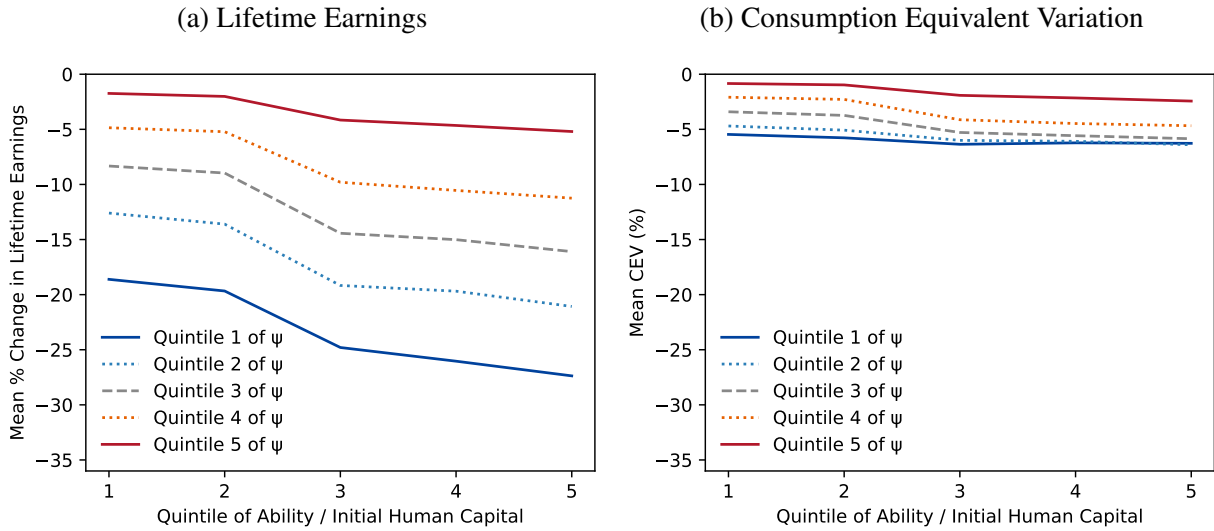 (a) Lifetime Earnings
Mean % Change in Lifetime Earnings
0
−5
−10
−15
−20
−25
−30
−35
Quintile 1 of ψ
Quintile 2 of ψ
Quintile 3 of ψ
Quintile 4 of ψ
Quintile 5 of ψ
1 2 3 4 5
Quintile of Ability / Initial Human Capital
(b) Consumption Equivalent Variation
Mean CEV (%)
0
−5
−10
−15
−20
−25
−30
−35
Quintile 1 of ψ
Quintile 2 of ψ
Quintile 3 of ψ
Quintile 4 of ψ
Quintile 5 of ψ
1 2 3 4 5
Quintile of Ability / Initial Human Capital